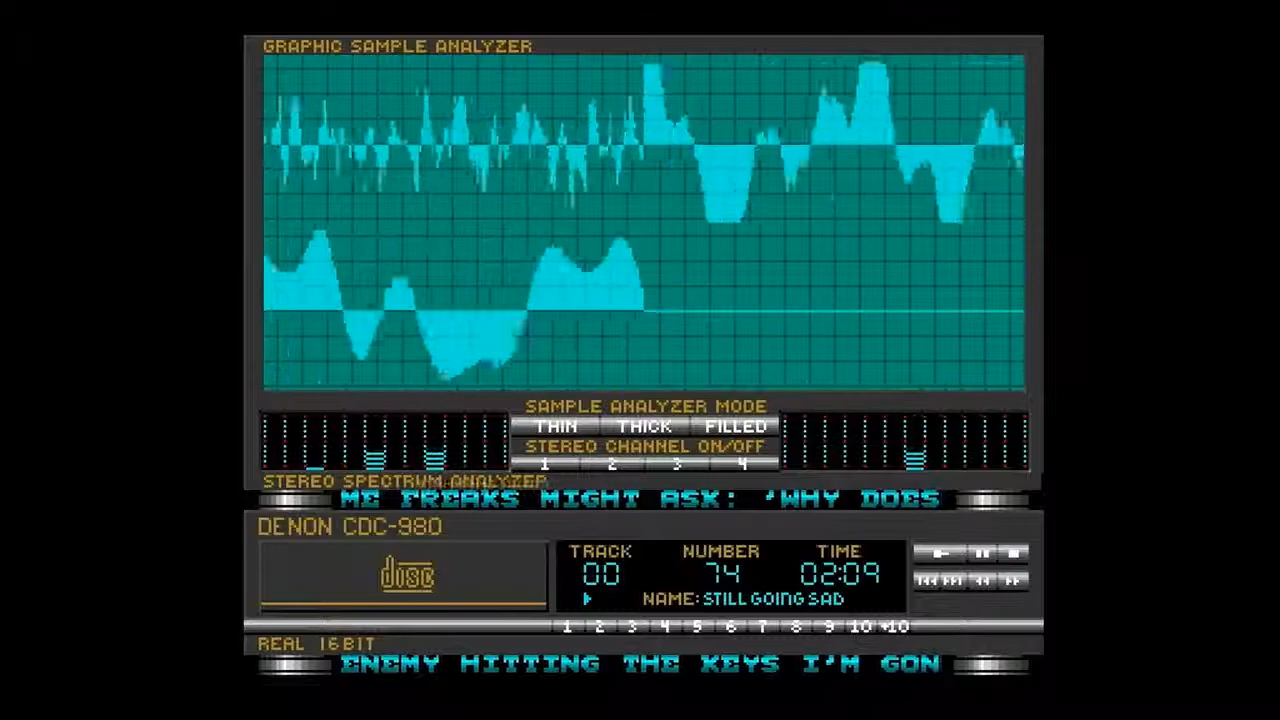 GRAPHIC SAMPLE ANALYZER
SAMPLE ANALYZER MODE
THIN THICK FILLED
STEREO CHANNEL ON/OFF
1 2 3 4
STEREO SPECTRUM ANALYZER
ME FREAKS MIGHT ASK: 'WHY DOES
DENON CDC-980
disc
TRACK NUMBER TIME
00 74 02:09
NAME: STILL GOING SAD
1 2 3 4 5 6 7 8 9 10 +10
REAL 16 BIT
ENEMY HITTING THE KEYS I'M GON